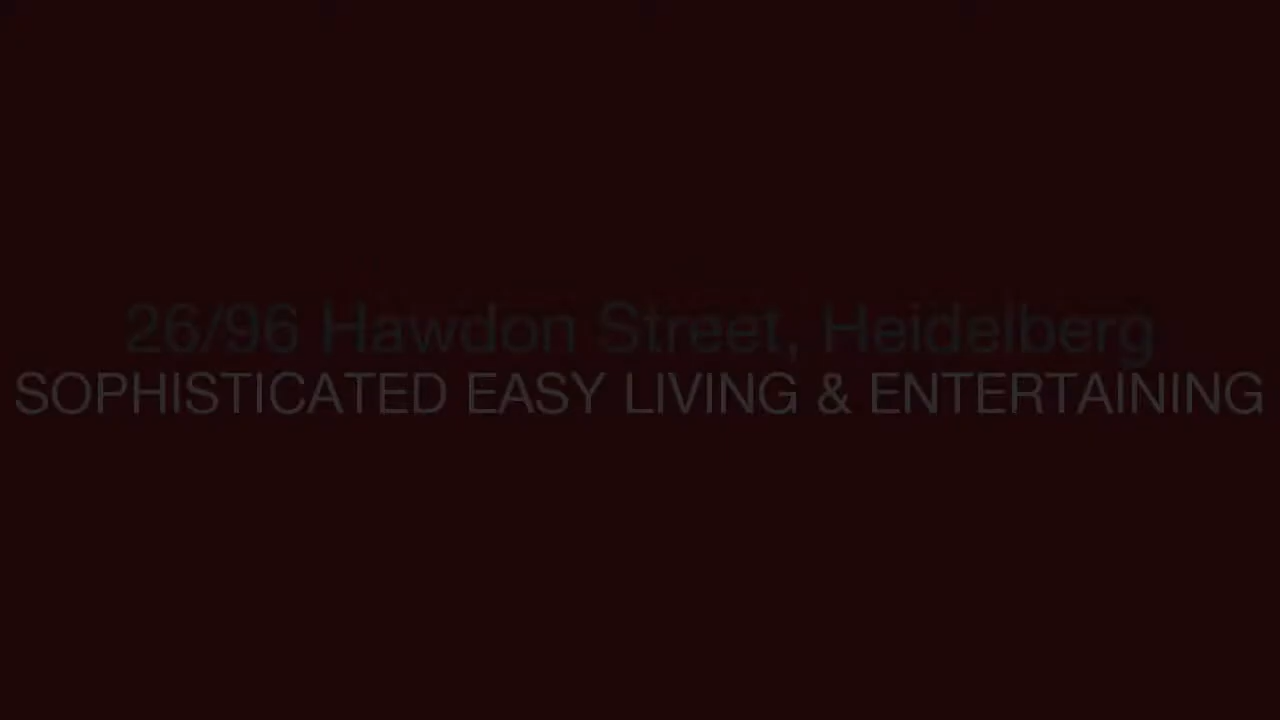 26/96 Hawdon Street, Heidelberg
SOPHISTICATED EASY LIVING & ENTERTAINING